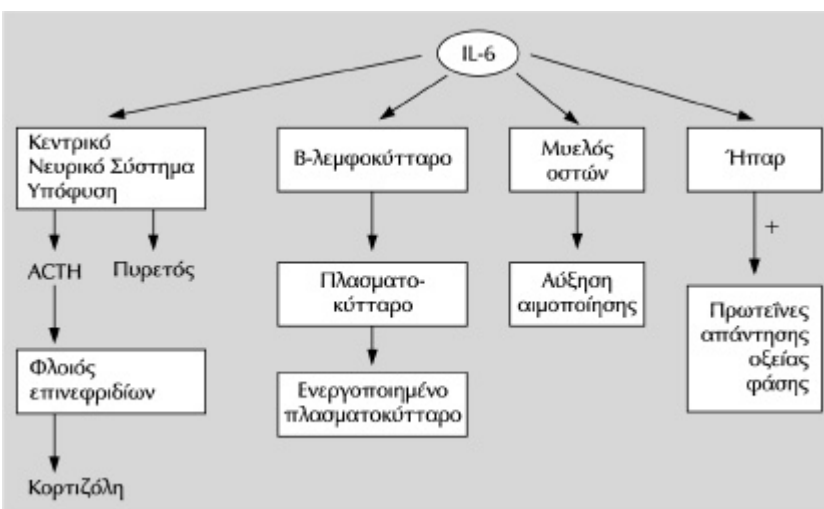 IL-6
Κεντρικό
Νευρικό Σύστημα
Υπόφυση
ACTH
Πυρετός
Φλοιός
επινεφριδίων
Κορτιζόλη
Β-λεμφοκύτταρο
Πλασματο-
κύτταρο
Ενεργοποιημένο
πλασματοκύτταρο
Μυελός
οστών
Αύξηση
αιμοποίησης
Ήπαρ
+
Πρωτεΐνες
απάντησης
οξείας
φάσης